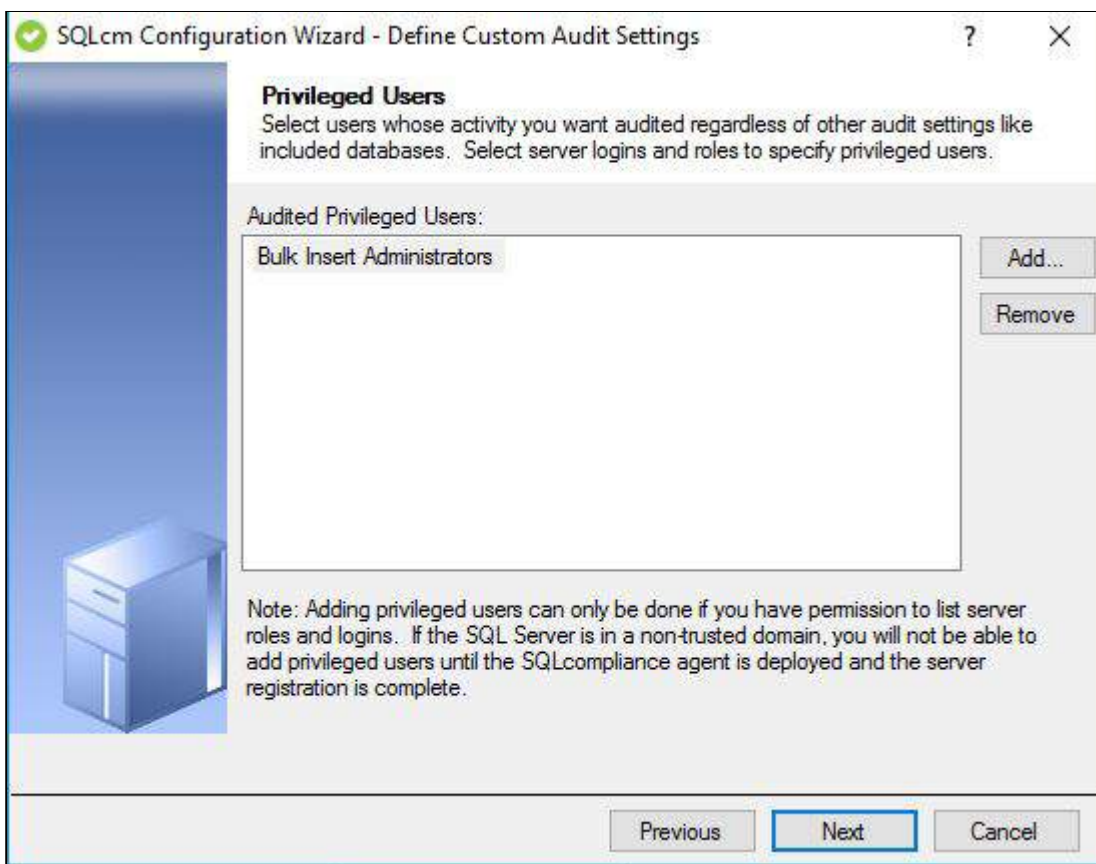 SQLcm Configuration Wizard - Define Custom Audit Settings
?
Privileged Users
Select users whose activity you want audited regardless of other audit settings like
included databases.  Select server logins and roles to specify privileged users.
Audited Privileged Users:
Bulk Insert Administrators
Add...
Remove
Note: Adding privileged users can only be done if you have permission to list server
roles and logins.  If the SQL Server is in a non-trusted domain, you will not be able to
add privileged users until the SQLcompliance agent is deployed and the server
registration is complete.
Previous
Next
Cancel